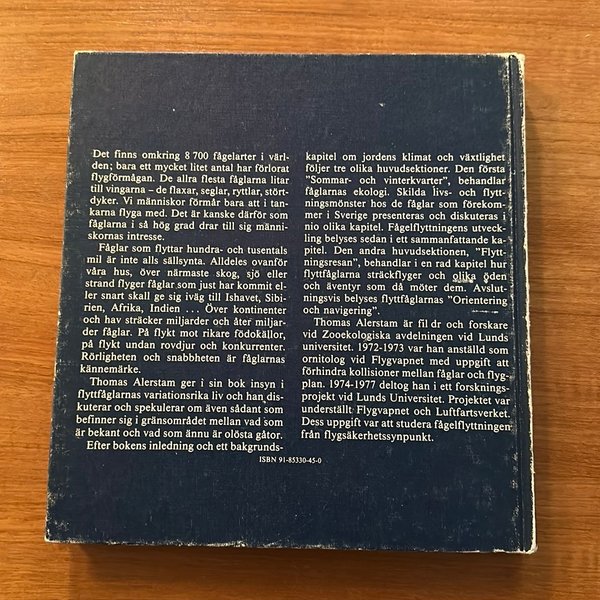 Det finns omkring 8 700 fågelarter i värl-
den; bara ett mycket litet antal har förlorat
flygförmågan. De allra flesta fåglarna litar
till vingarna – de flaxar, seglar, ryttlar, stört-
dyker. Vi människor förmår bara att i tan-
karna flyga med. Det är kanske därför som
fåglarna i så hög grad drar till sig männi-
skornas intresse.
Fåglar som flyttar hundra- och tusentals
mil är inte alls sällsynta. Alldeles ovanför
våra hus, över närmaste skog, sjö eller
strand flyger fåglar som just har kommit el-
ler snart skall ge sig iväg till Ishavet, Sibi-
rien, Afrika, Indien . . . Över kontinenter
och hav sträcker miljarder och åter miljar-
der fåglar. På flykt mot rikare födokällor,
på flykt undan rovdjur och konkurrenter.
Rörligheten och snabbheten är fåglarnas
kännemärke.
Thomas Alerstam ger i sin bok insyn i
flyttfåglarnas variationsrika liv och han dis-
kuterar och spekulerar om även sådant som
befinner sig i gränsområdet mellan vad som
är bekant och vad som ännu är olösta gåtor.
Efter bokens inledning och ett bakgrunds-
kapitel om jordens klimat och växtlighet
följer tre olika huvudsektioner. Den första
"Sommar- och vinterkvarter", behandlar
fåglarnas ekologi. Skilda livs- och flytt-
ningsmönster hos de fåglar som förekom-
mer i Sverige presenteras och diskuteras i
nio olika kapitel. Fågelflyttningens utveck-
ling belyses sedan i ett sammanfattande ka-
pitel. Den andra huvudsektionen, "Flytt-
ningsresan", behandlar i en rad kapitel hur
flyttfåglarna sträckflyger och olika öden
och äventyr som då möter dem. Avslut-
ningsvis belyses flyttfåglarnas "Orientering
och navigering".
Thomas Alerstam är fil dr och forskare
vid Zooekologiska avdelningen vid Lunds
universitet. 1972-1973 var han anställd som
ornitolog vid Flygvapnet med uppgift att
förhindra kollisioner mellan fåglar och flyg-
plan. 1974-1977 deltog han i ett forsknings-
projekt vid Lunds Universitet. Projektet var
underställt Flygvapnet och Luftfartsverket.
Dess uppgift var att studera fågelflyttningen
från flygsäkerhetssynpunkt.
ISBN 91-85330-45-0